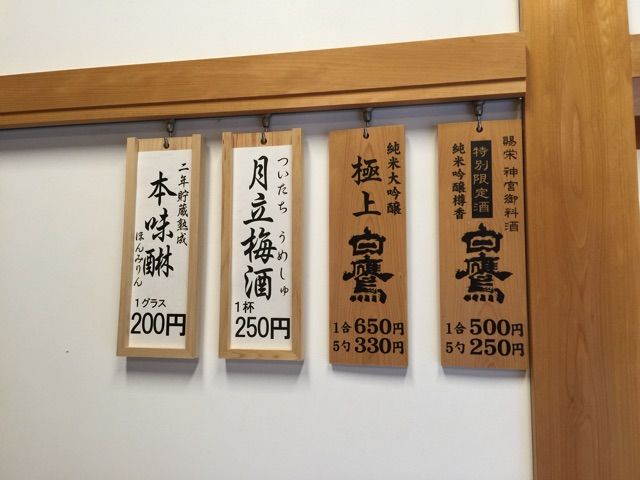 賜栄 神宮御料酒
特別限定酒
純米吟醸樽香
白鷹
1合500円
5勺250円
純米大吟醸
極上
白鷹
1合650円
5勺330円
ついたち うめしゅ
月立梅酒
1杯
250円
二年貯蔵熟成
本味醂
ほんみりん
1グラス
200円